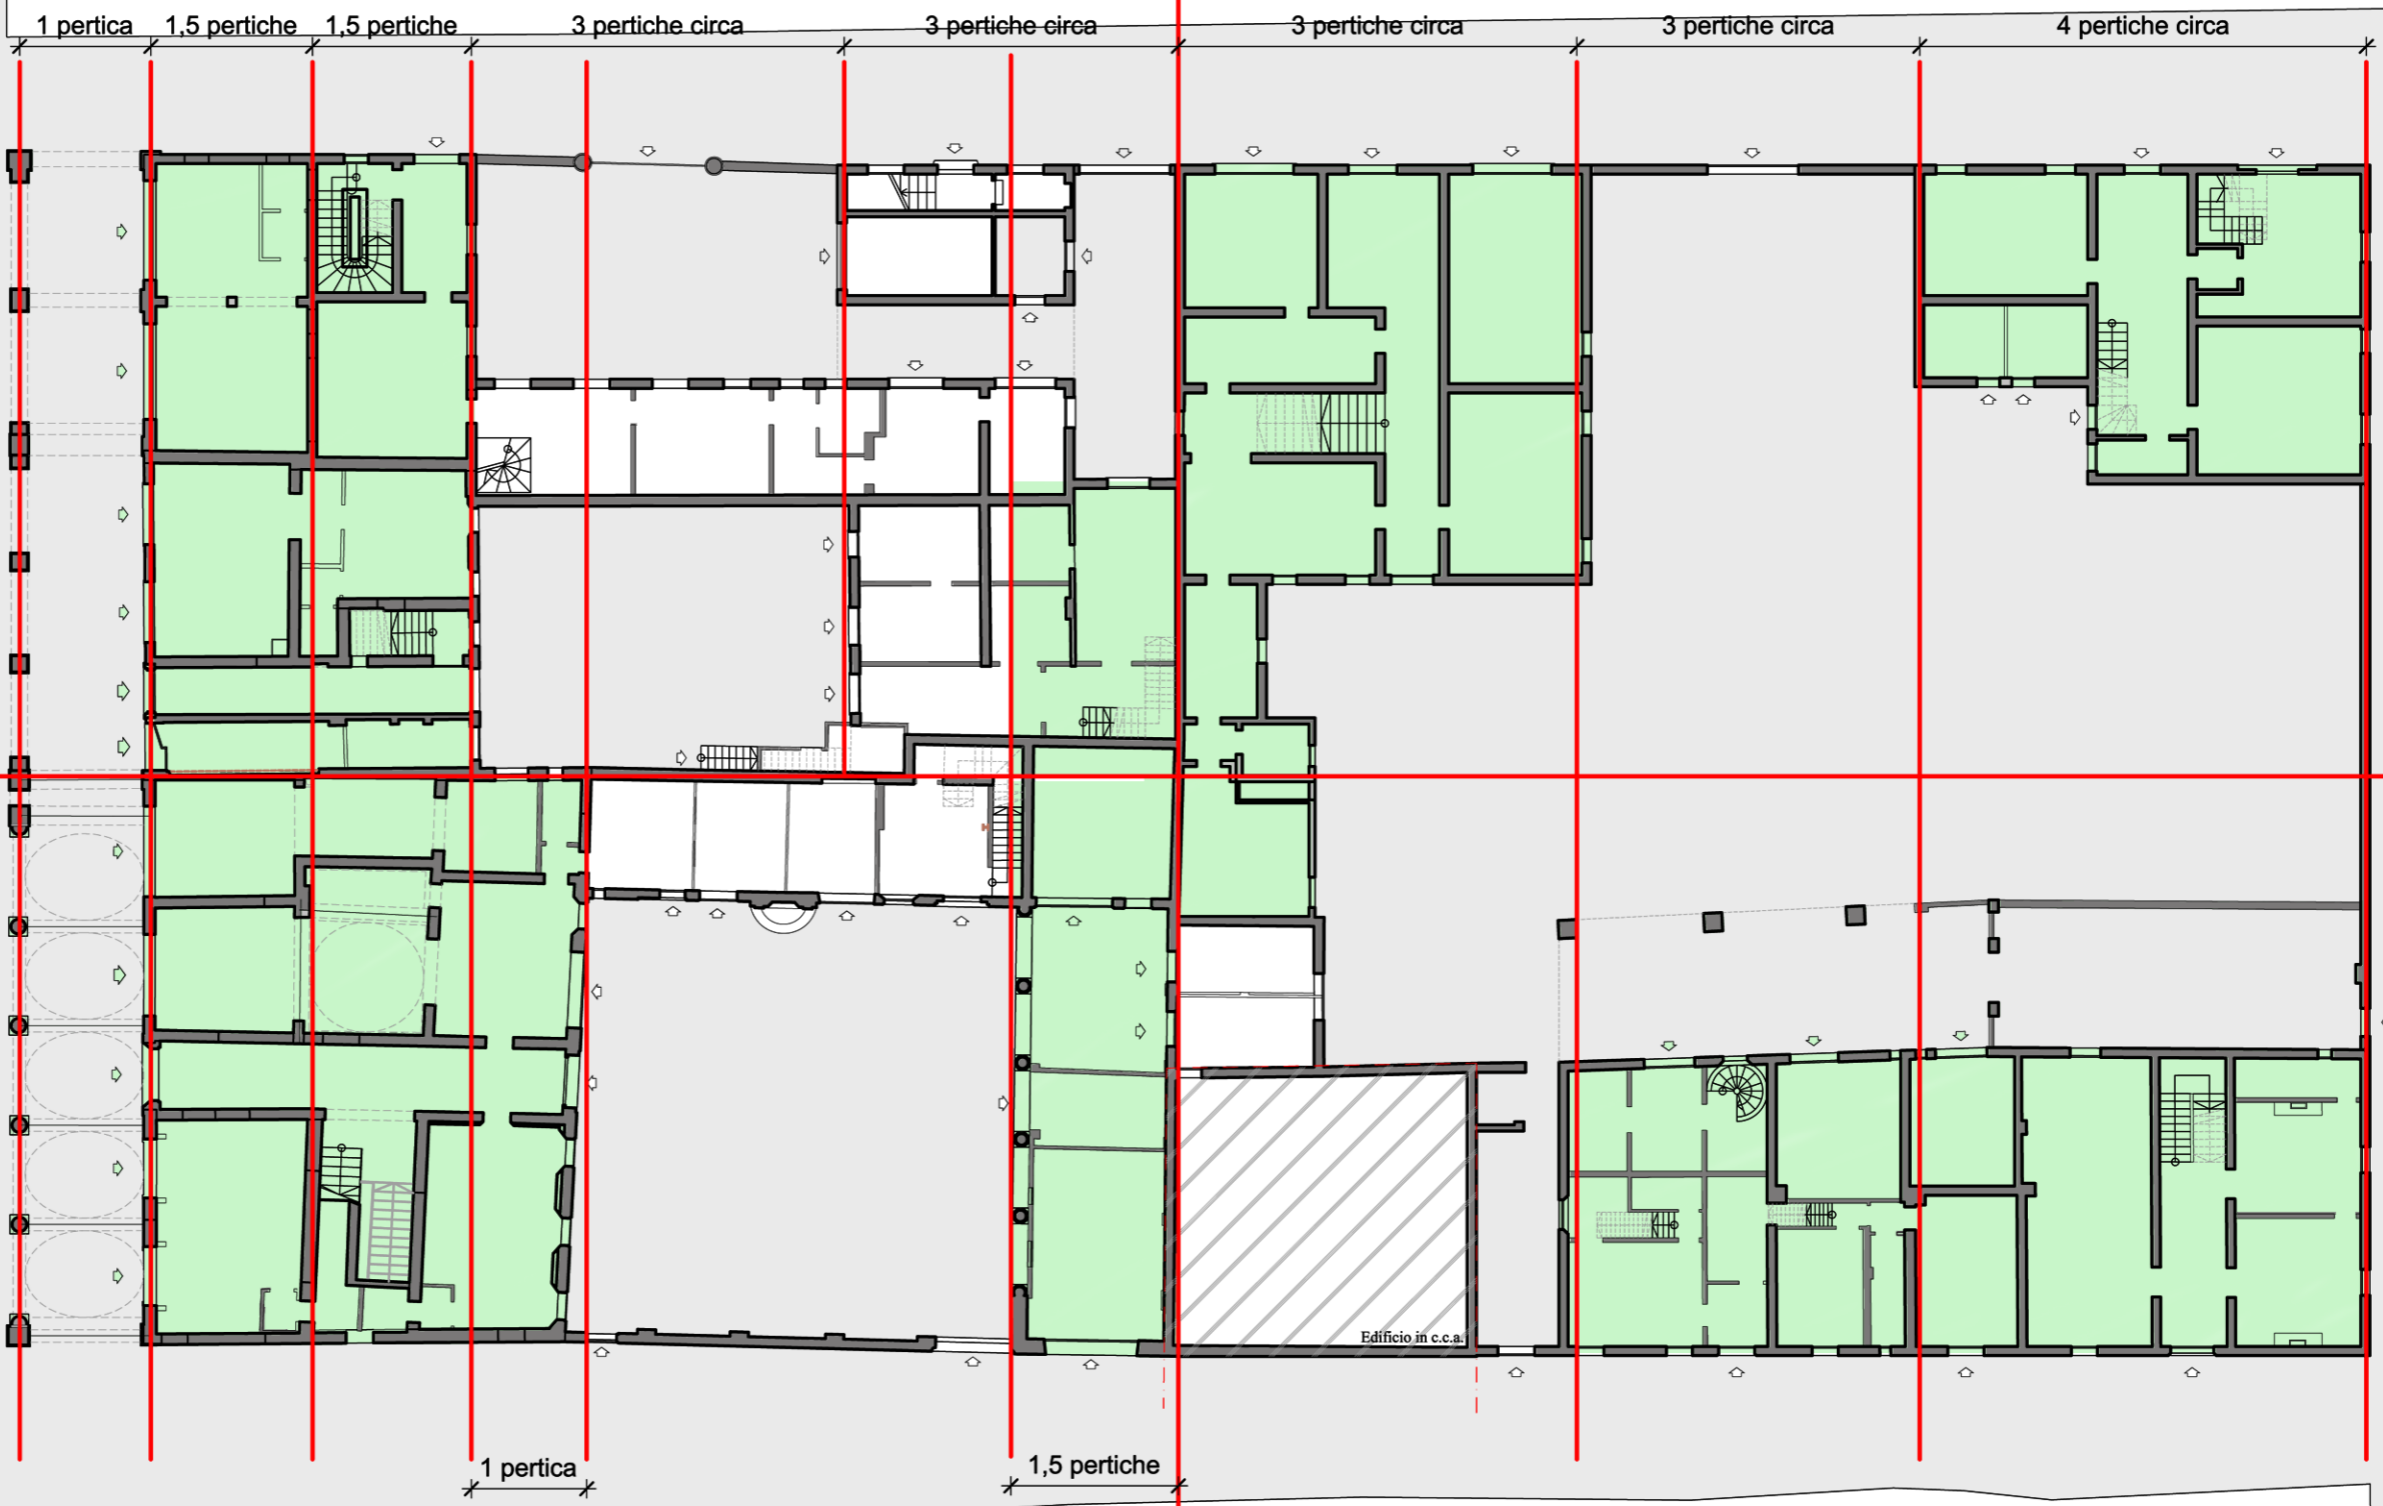 1 pertica
1,5 pertiche
1,5 pertiche
3 pertiche circa
3 pertiche circa
3 pertiche circa
3 pertiche circa
4 pertiche circa
Edificio in c.c.a.
1 pertica
1,5 pertiche